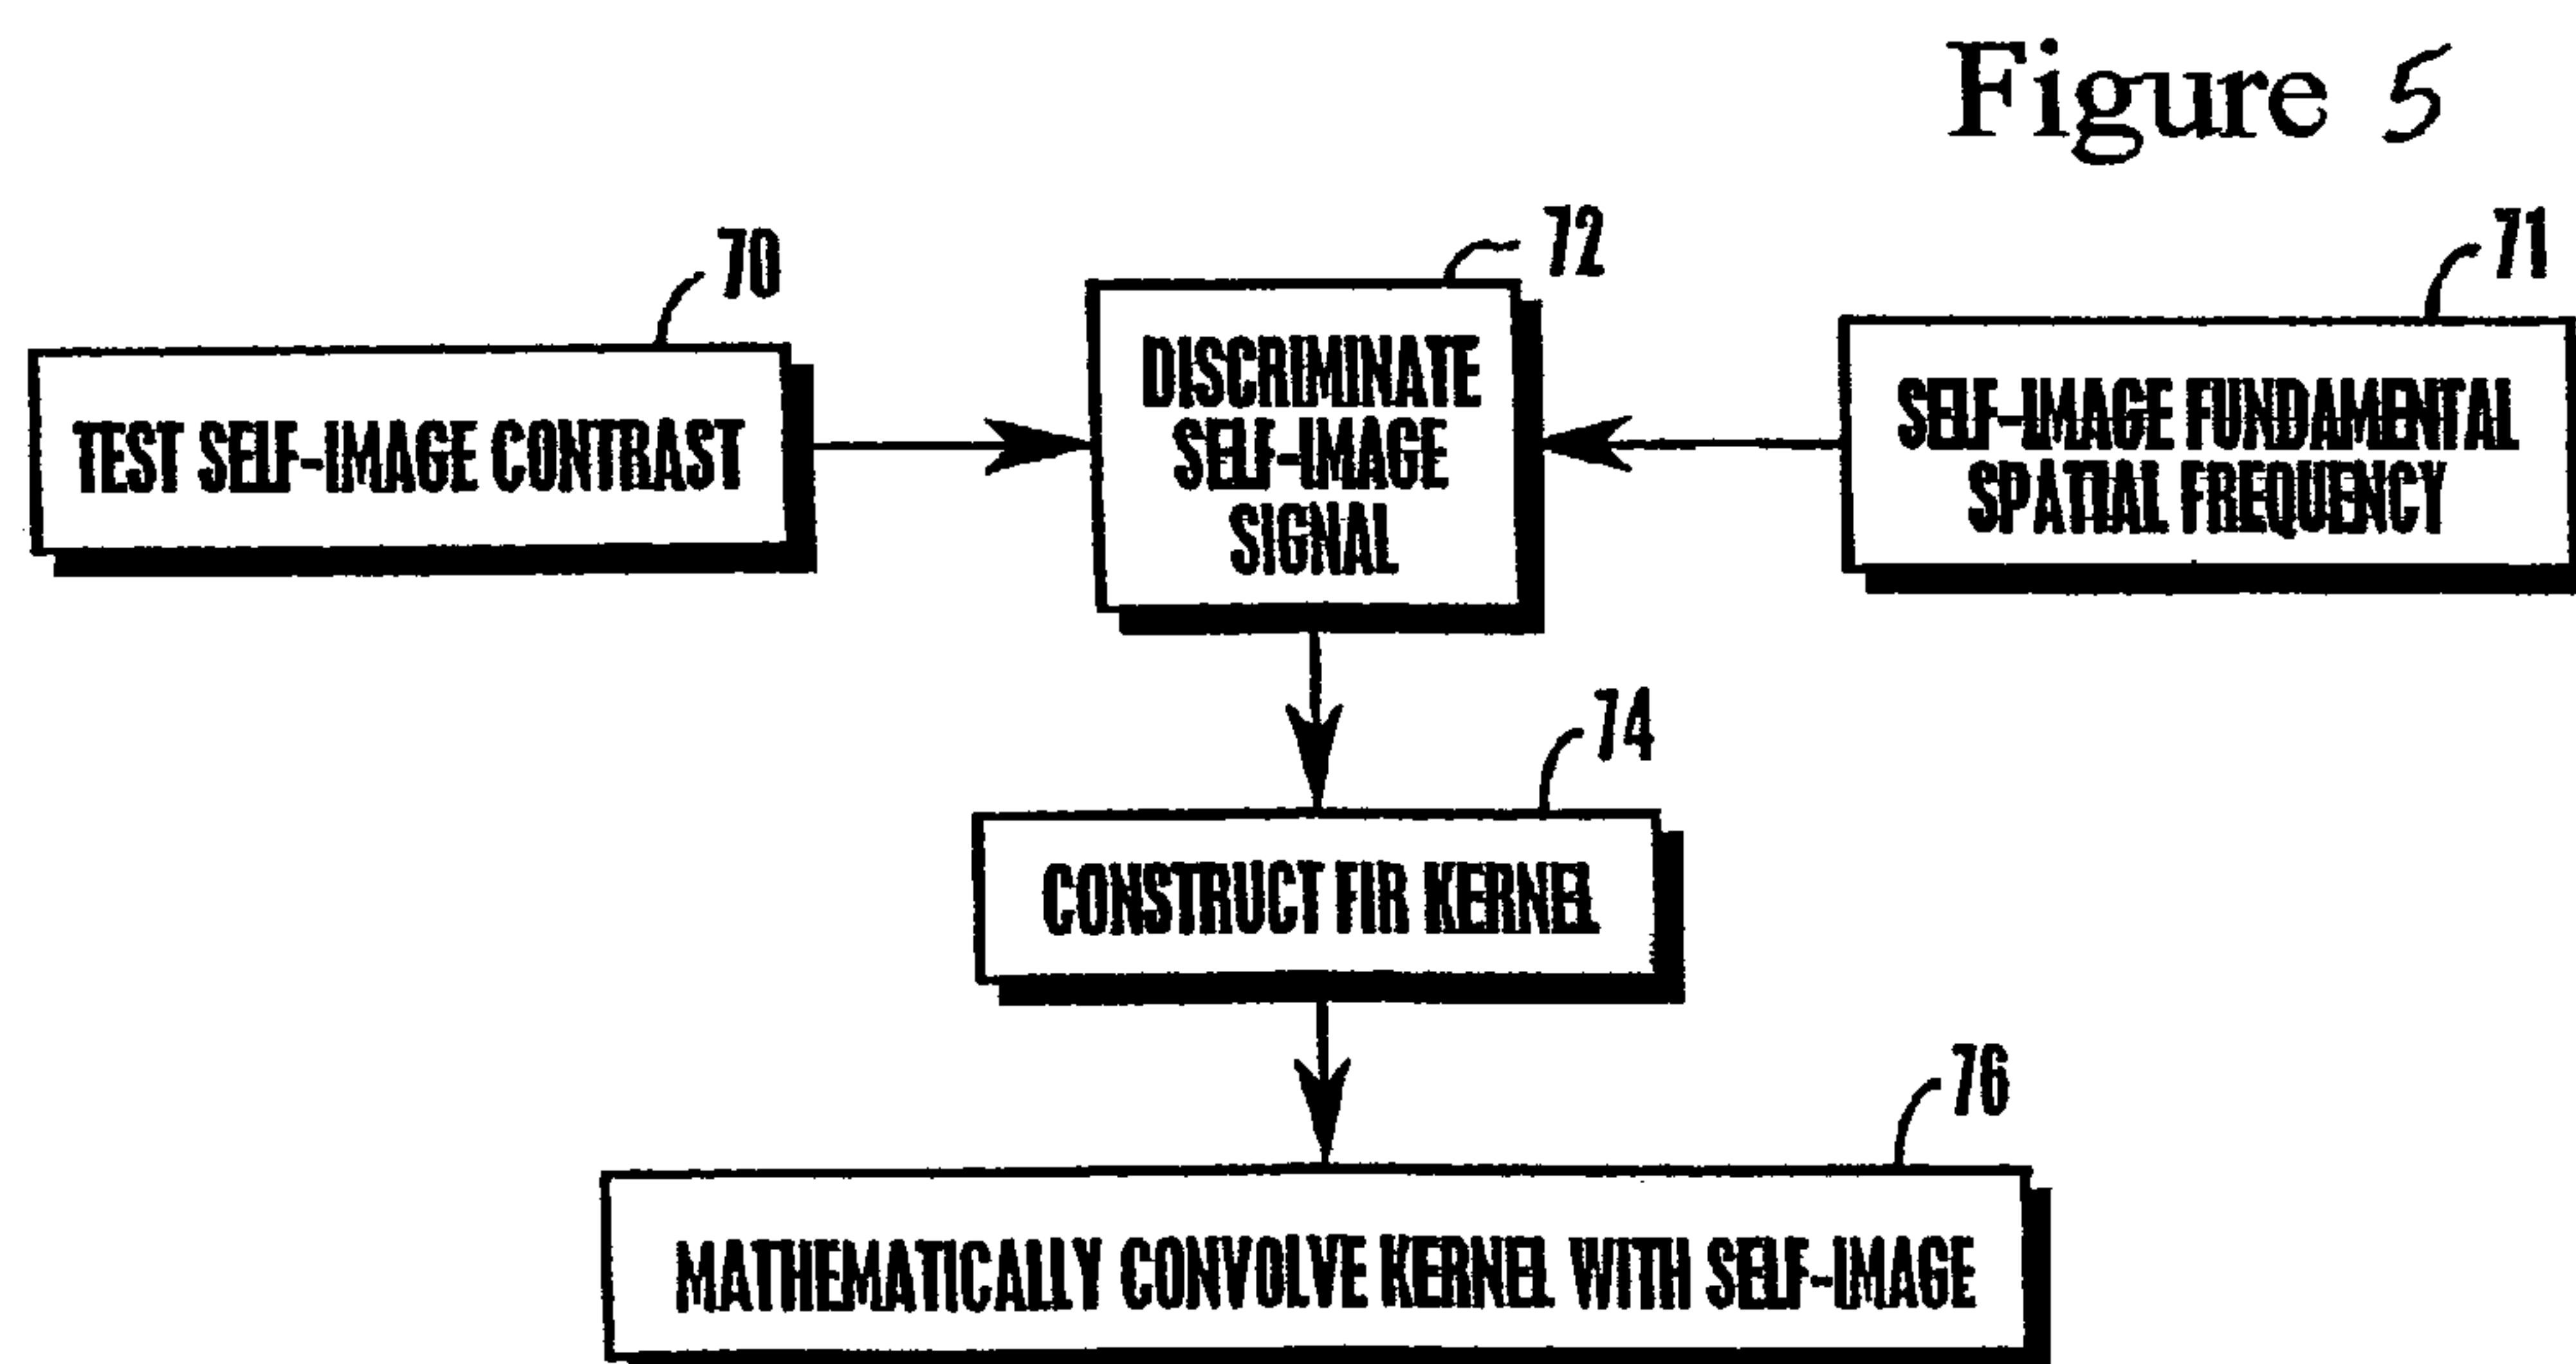 Figure 5
70
72
71
TEST SELF-IMAGE CONTRAST
DISCRIMINATE
SELF-IMAGE
SIGNAL
SELF-IMAGE FUNDAMENTAL
SPATIAL FREQUENCY
74
CONSTRUCT FIR KERNEL
76
MATHEMATICALLY CONVOLVE KERNEL WITH SELF-IMAGE